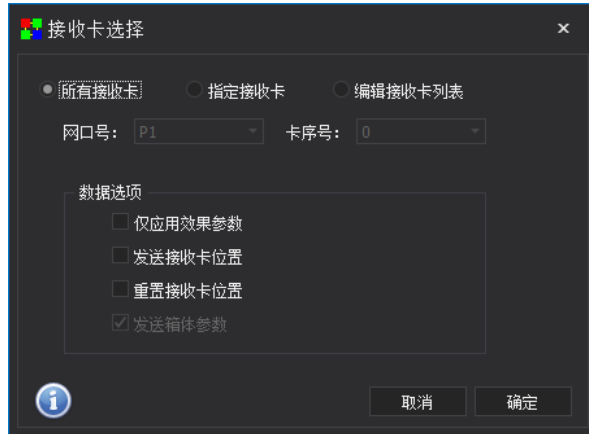 接收卡选择
所有接收卡 指定接收卡 编辑接收卡列表
网口号： P1 卡序号： 0
数据选项
仅应用效果参数
发送接收卡位置
重置接收卡位置
发送箱体参数
取消 确定